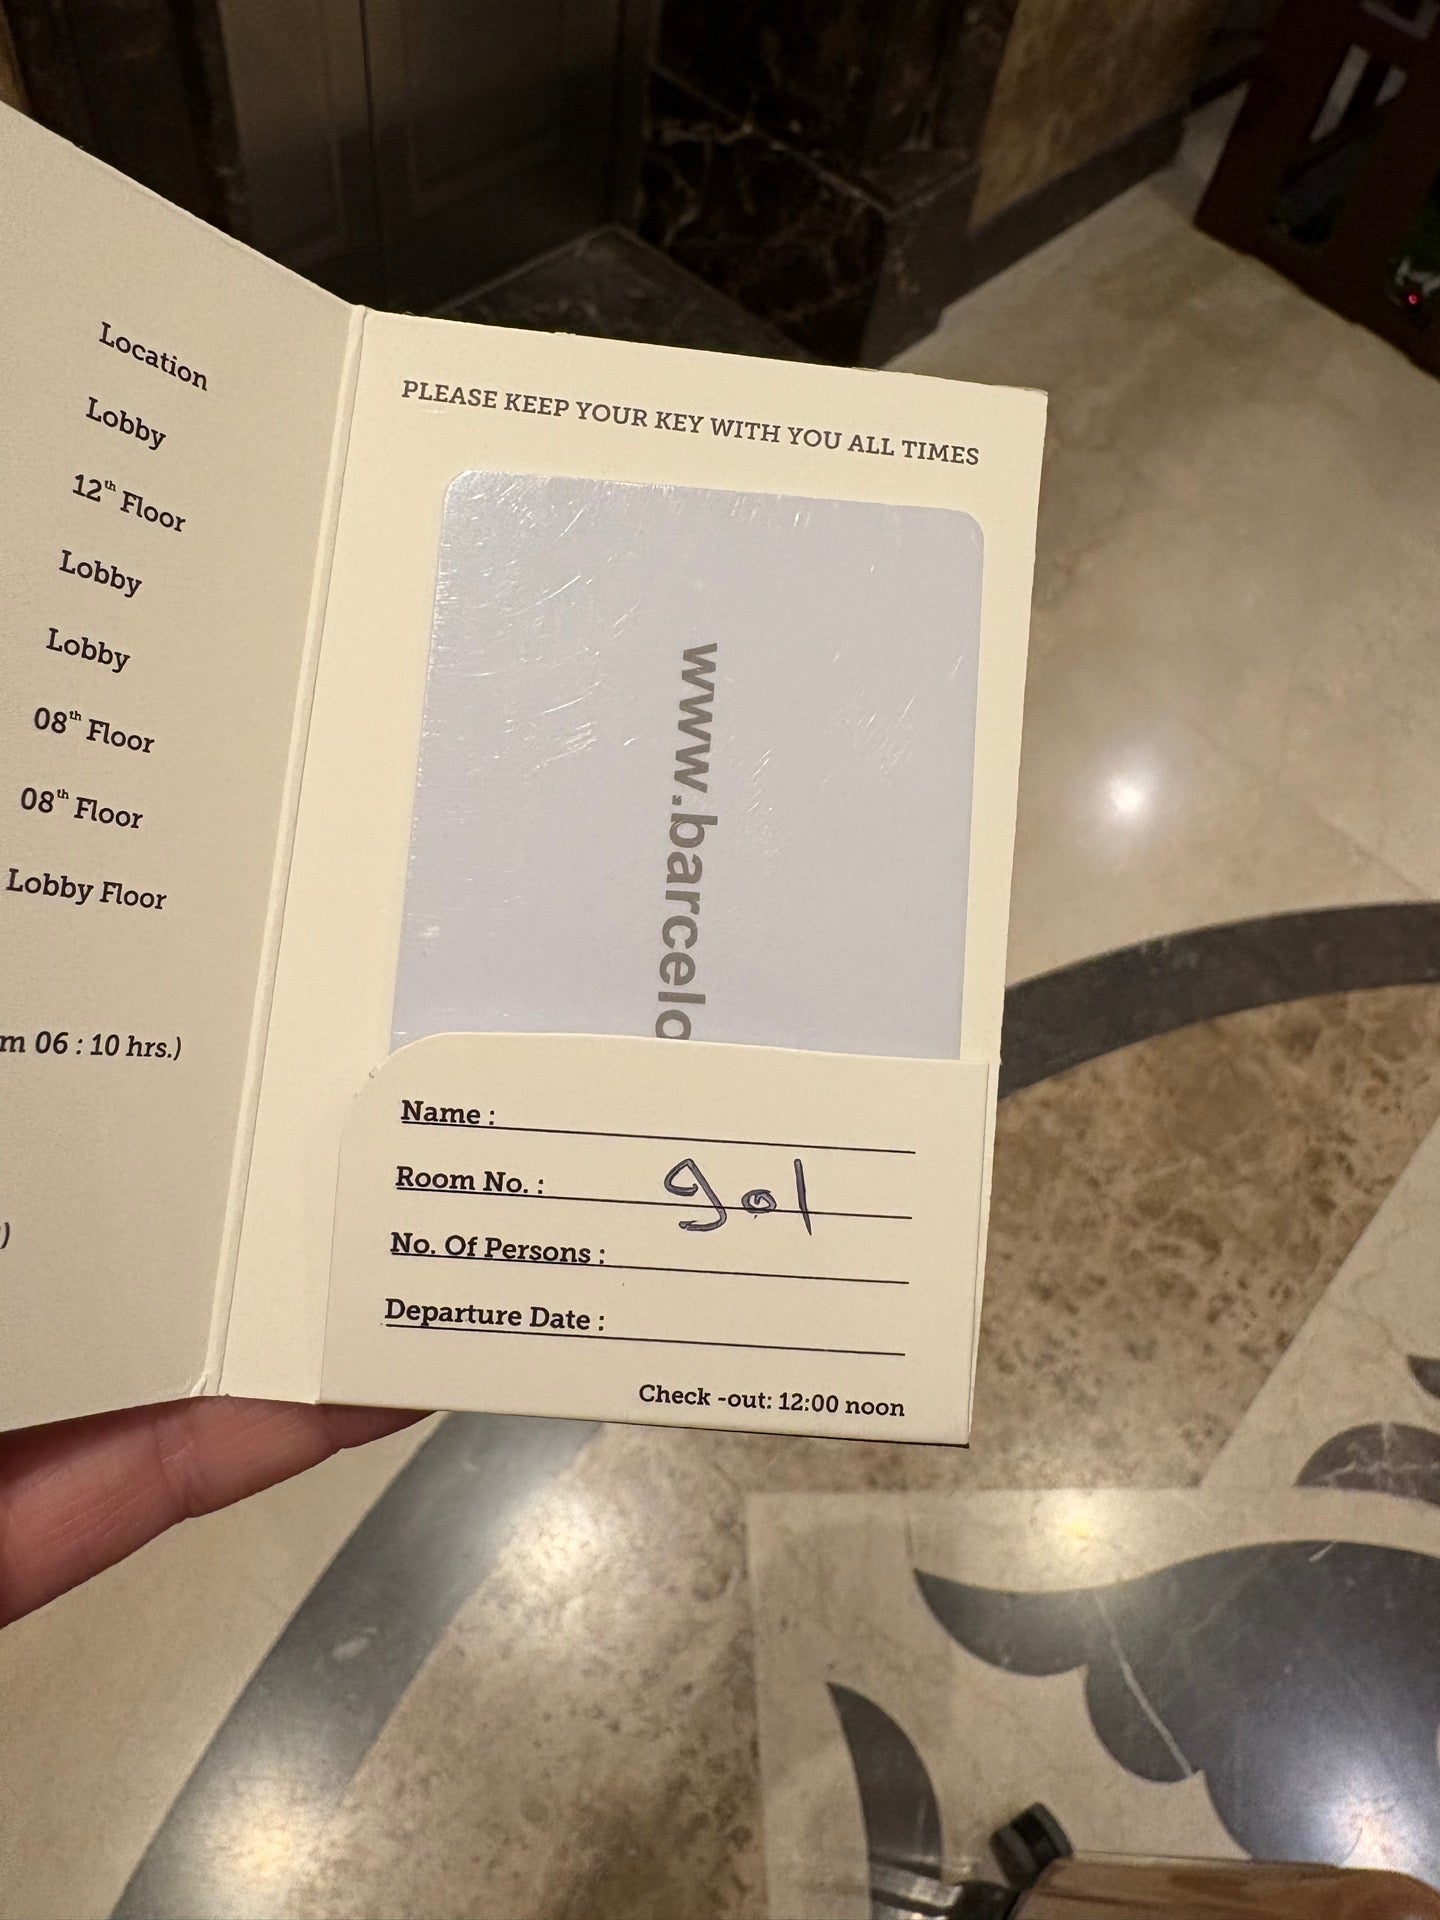 Location
Lobby
12th Floor
Lobby
Lobby
08th Floor
08th Floor
Lobby Floor
m 06 : 10 hrs.)
)
PLEASE KEEP YOUR KEY WITH YOU ALL TIMES
www.barcelo
Name :
Room No. : 901
No. Of Persons :
Departure Date :
Check -out: 12:00 noon